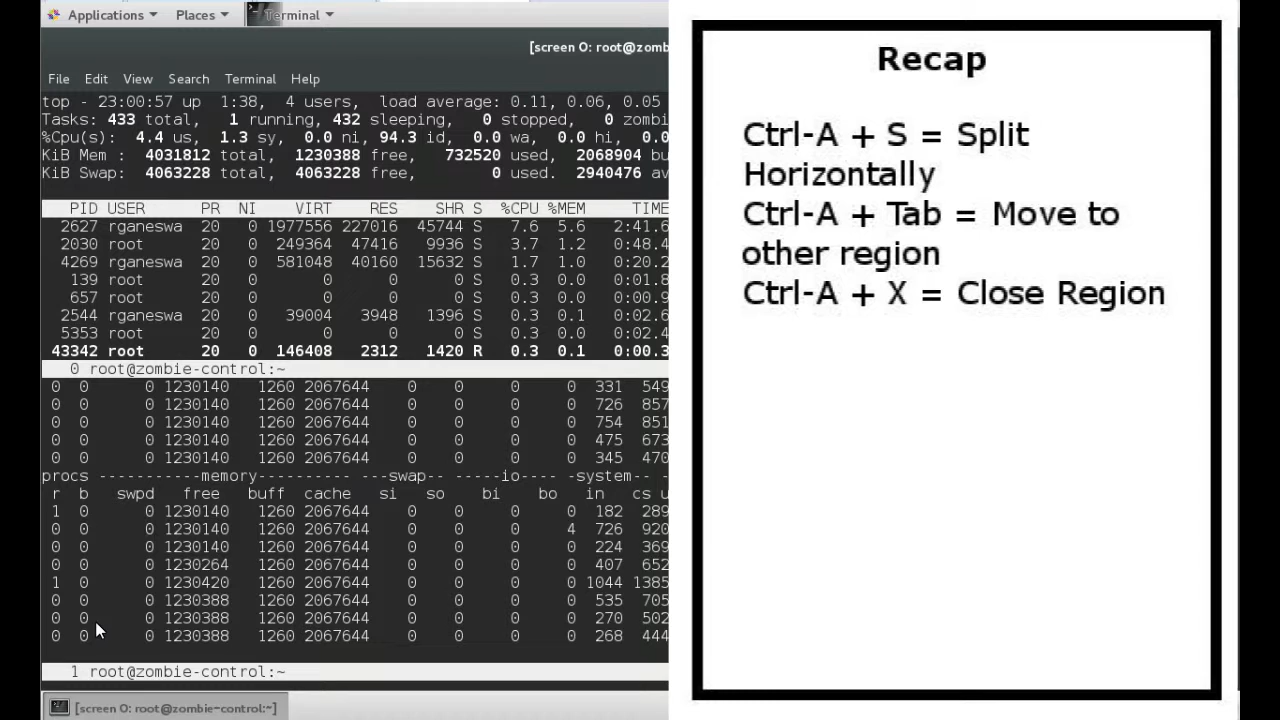 Applications Places Terminal
[screen 0: root@zomb
File Edit View Search Terminal Help
top - 23:00:57 up 1:38, 4 users, load average: 0.11, 0.06, 0.05
Tasks: 433 total, 1 running, 432 sleeping, 0 stopped, 0 zombi
%Cpu(s): 4.4 us, 1.3 sy, 0.0 ni, 94.3 id, 0.0 wa, 0.0 hi, 0.0
KiB Mem : 4031812 total, 1230388 free, 732520 used, 2068904 bu
KiB Swap: 4063228 total, 4063228 free, 0 used. 2940476 av
PID USER PR NI VIRT RES SHR S %CPU %MEM TIME
2627 rganeswa 20 0 1977556 227016 45744 S 7.6 5.6 2:41.6
2030 root 20 0 249364 47416 9936 S 3.7 1.2 0:48.4
4269 rganeswa 20 0 581048 40160 15632 S 1.7 1.0 0:20.2
139 root 20 0 0 0 0 S 0.3 0.0 0:01.8
657 root 20 0 0 0 0 S 0.3 0.0 0:00.9
2544 rganeswa 20 0 39004 3948 1396 S 0.3 0.1 0:02.6
5353 root 20 0 0 0 0 S 0.3 0.0 0:02.4
43342 root 20 0 146408 2312 1420 R 0.3 0.1 0:00.3
0 root@zombie-control:~
0 0 0 1230140 1260 2067644 0 0 0 0 331 549
0 0 0 1230140 1260 2067644 0 0 0 0 726 857
0 0 0 1230140 1260 2067644 0 0 0 0 754 851
0 0 0 1230140 1260 2067644 0 0 0 0 475 673
0 0 0 1230140 1260 2067644 0 0 0 0 345 470
procs -----------memory---------- ---swap-- -----io---- -system-- -
r b swpd free buff cache si so bi bo in cs u
1 0 0 1230140 1260 2067644 0 0 0 0 182 289
0 0 0 1230140 1260 2067644 0 0 0 4 726 920
0 0 0 1230140 1260 2067644 0 0 0 0 224 369
0 0 0 1230264 1260 2067644 0 0 0 0 407 652
1 0 0 1230420 1260 2067644 0 0 0 0 1044 1385
0 0 0 1230388 1260 2067644 0 0 0 0 535 705
0 0 0 1230388 1260 2067644 0 0 0 0 270 502
0 0 0 1230388 1260 2067644 0 0 0 0 268 444
1 root@zombie-control:~
[screen 0: root@zombie-control:~]
Recap
Ctrl-A + S = Split
Horizontally
Ctrl-A + Tab = Move to
other region
Ctrl-A + X = Close Region